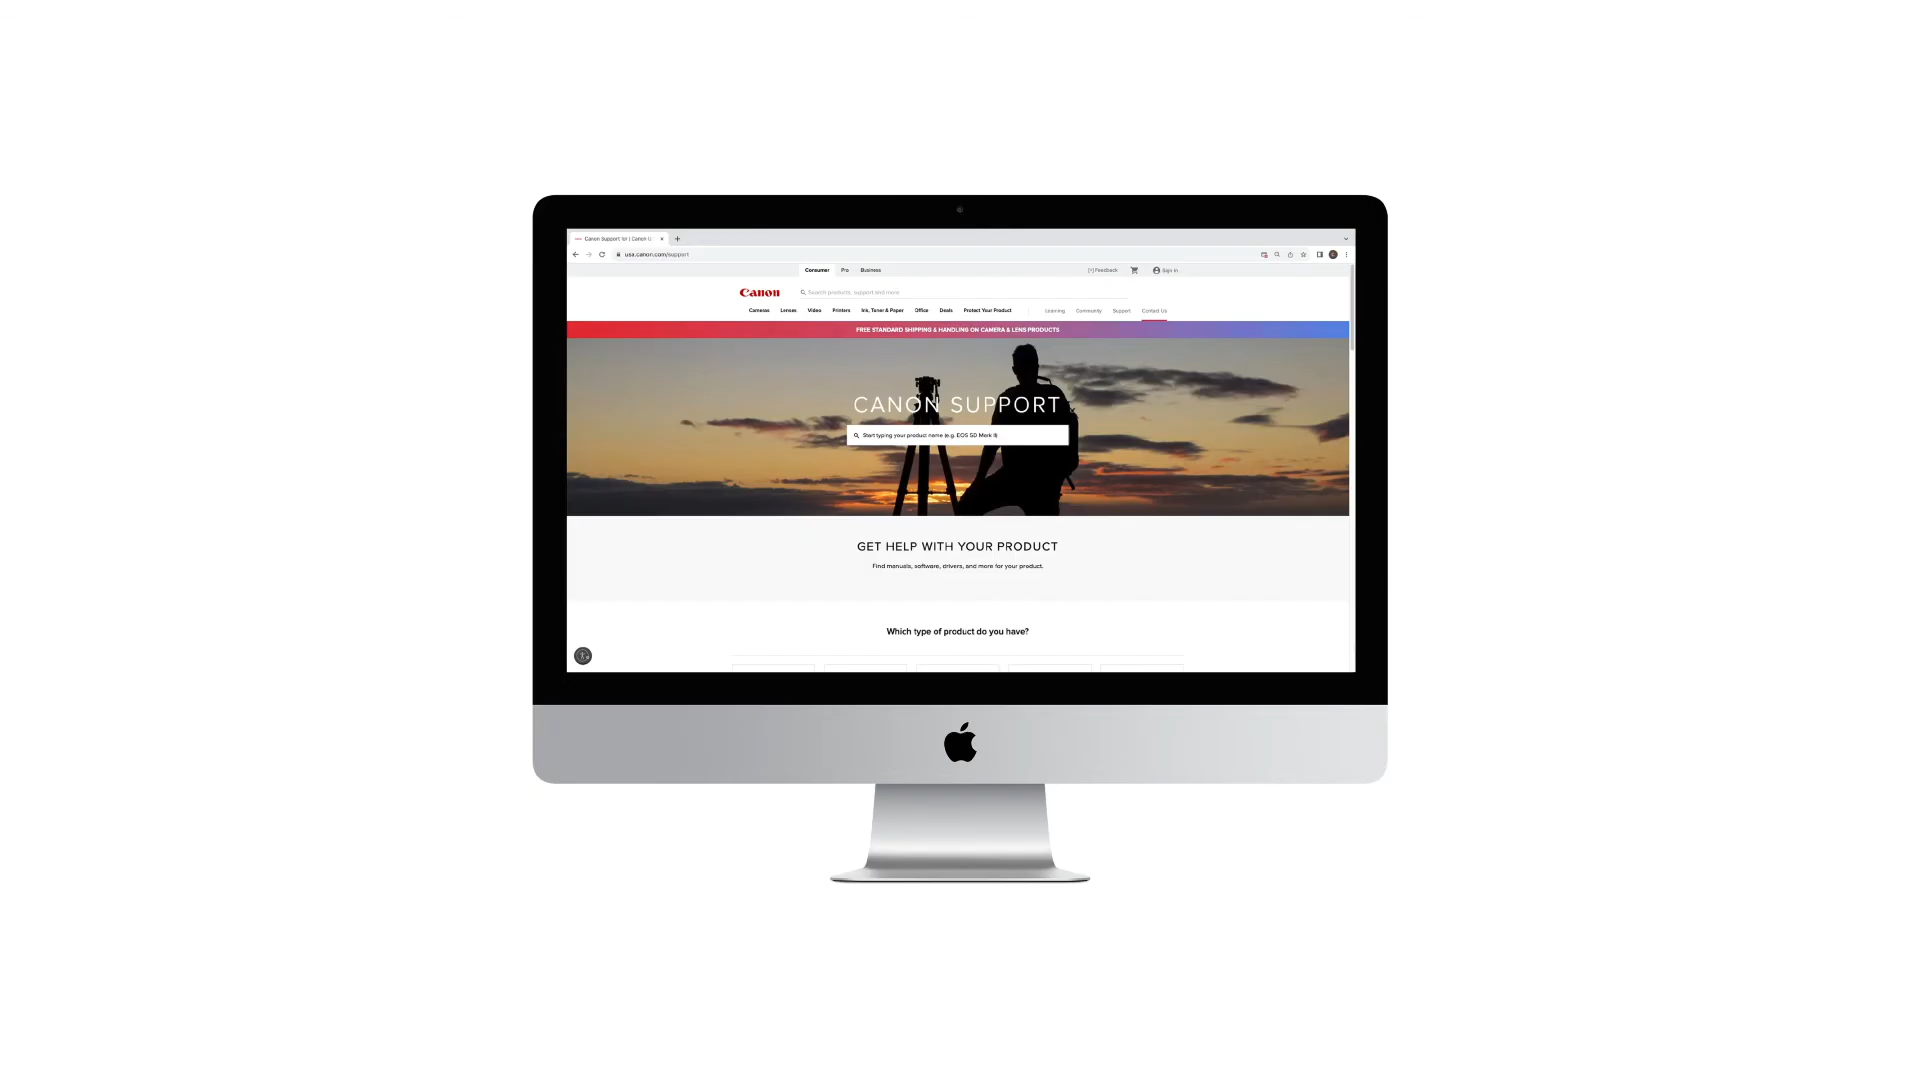 Canon Support for | Canon U
usa.canon.com/support
Consumer Pro Business [+] Feedback Sign In
Canon Search products, support and more
Cameras Lenses Video Printers Ink, Toner & Paper Office Deals Protect Your Product Learning Community Support Contact Us
FREE STANDARD SHIPPING & HANDLING ON CAMERA & LENS PRODUCTS
CANON SUPPORT
Start typing your product name (e.g. EOS 5D Mark II)
GET HELP WITH YOUR PRODUCT
Find manuals, software, drivers, and more for your product.
Which type of product do you have?